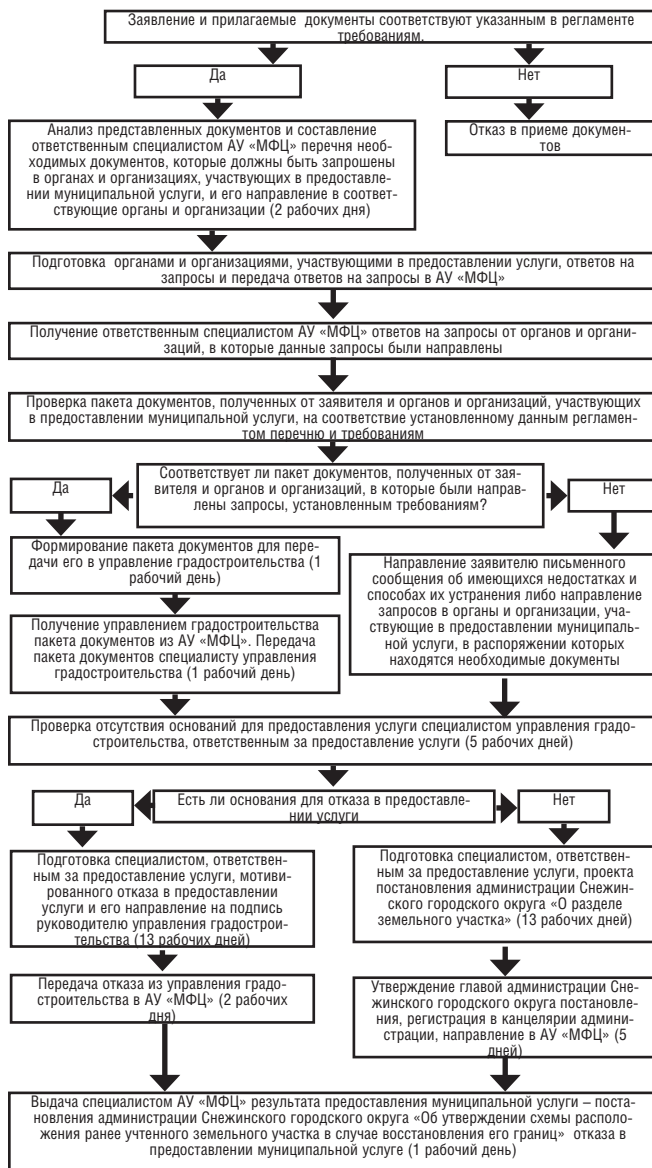 Заявление и прилагаемые документы соответствуют указанным в регламенте
требованиям.
Да
Нет
Анализ представленных документов и составление
ответственным специалистом АУ «МФЦ» перечня необ-
ходимых документов, которые должны быть запрошены
в органах и организациях, участвующих в предоставле-
нии муниципальной услуги, и его направление в соответ-
ствующие органы и организации (2 рабочих дня)
Отказ в приеме докумен-
тов
Подготовка органами и организациями, участвующими в предоставлении услуги, ответов на
запросы и передача ответов на запросы в АУ «МФЦ»
Получение ответственным специалистом АУ «МФЦ» ответов на запросы от органов и органи-
заций, в которые данные запросы были направлены
Проверка пакета документов, полученных от заявителя и органов и организаций, участвующих
в предоставлении муниципальной услуги, на соответствие установленному данным регламен-
том перечню и требованиям
Соответствует ли пакет документов, полученных от зая-
вителя и органов и организаций, в которые были направ-
лены запросы, установленным требованиям?
Да
Нет
Формирование пакета документов для пере-
дачи его в управление градостроительства (1
рабочий день)
Направление заявителю письменного
сообщения об имеющихся недостатках и
способах их устранения либо направление
запросов в органы и организации, уча-
ствующие в предоставлении муниципаль-
ной услуги, в распоряжении которых
находятся необходимые документы
Получение управлением градостроительства
пакета документов из АУ «МФЦ». Передача
пакета документов специалисту управления
градостроительства (1 рабочий день)
Проверка отсутствия оснований для предоставления услуги специалистом управления градо-
строительства, ответственным за предоставление услуги (5 рабочих дней)
Да
Есть ли основания для отказа в предоставле-
нии услуги
Нет
Подготовка специалистом, ответствен-
ным за предоставление услуги, мотиви-
рованного отказа в предоставлении
услуги и его направление на подпись
руководителю управления градострои-
тельства (13 рабочих дней)
Подготовка специалистом, ответствен-
ным за предоставление услуги, проекта
постановления администрации Снежин-
ского городского округа «О разделе
земельного участка» (13 рабочих дней)
Передача отказа из управления градо-
строительства в АУ «МФЦ» (2 рабочих
дня)
Утверждение главой администрации Сне-
жинского городского округа постановле-
ния, регистрация в канцелярии админи-
страции, направление в АУ «МФЦ» (5
дней)
Выдача специалистом АУ «МФЦ» результата предоставления муниципальной услуги – поста-
новления администрации Снежинского городского округа «Об утверждении схемы располо-
жения ранее учтенного земельного участка в случае восстановления его границ» отказа в
предоставлении муниципальной услуге (1 рабочий день)